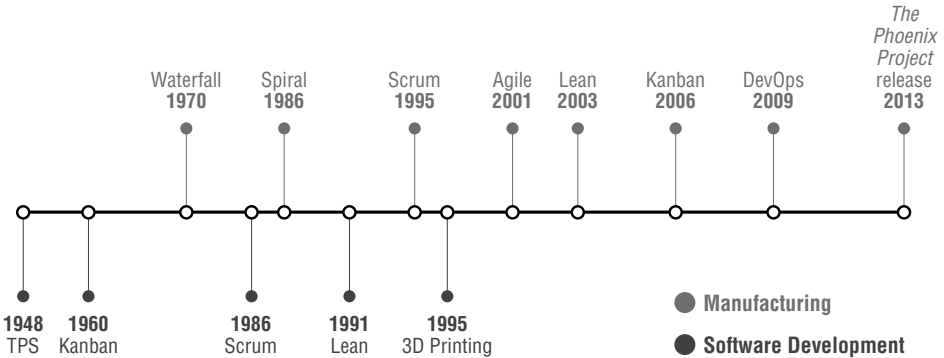 The
Phoenix
Project
release
2013
Waterfall
1970
Spiral
1986
Scrum
1995
Agile
2001
Lean
2003
Kanban
2006
DevOps
2009
1948
TPS
1960
Kanban
1986
Scrum
1991
Lean
1995
3D Printing
Manufacturing
Software Development